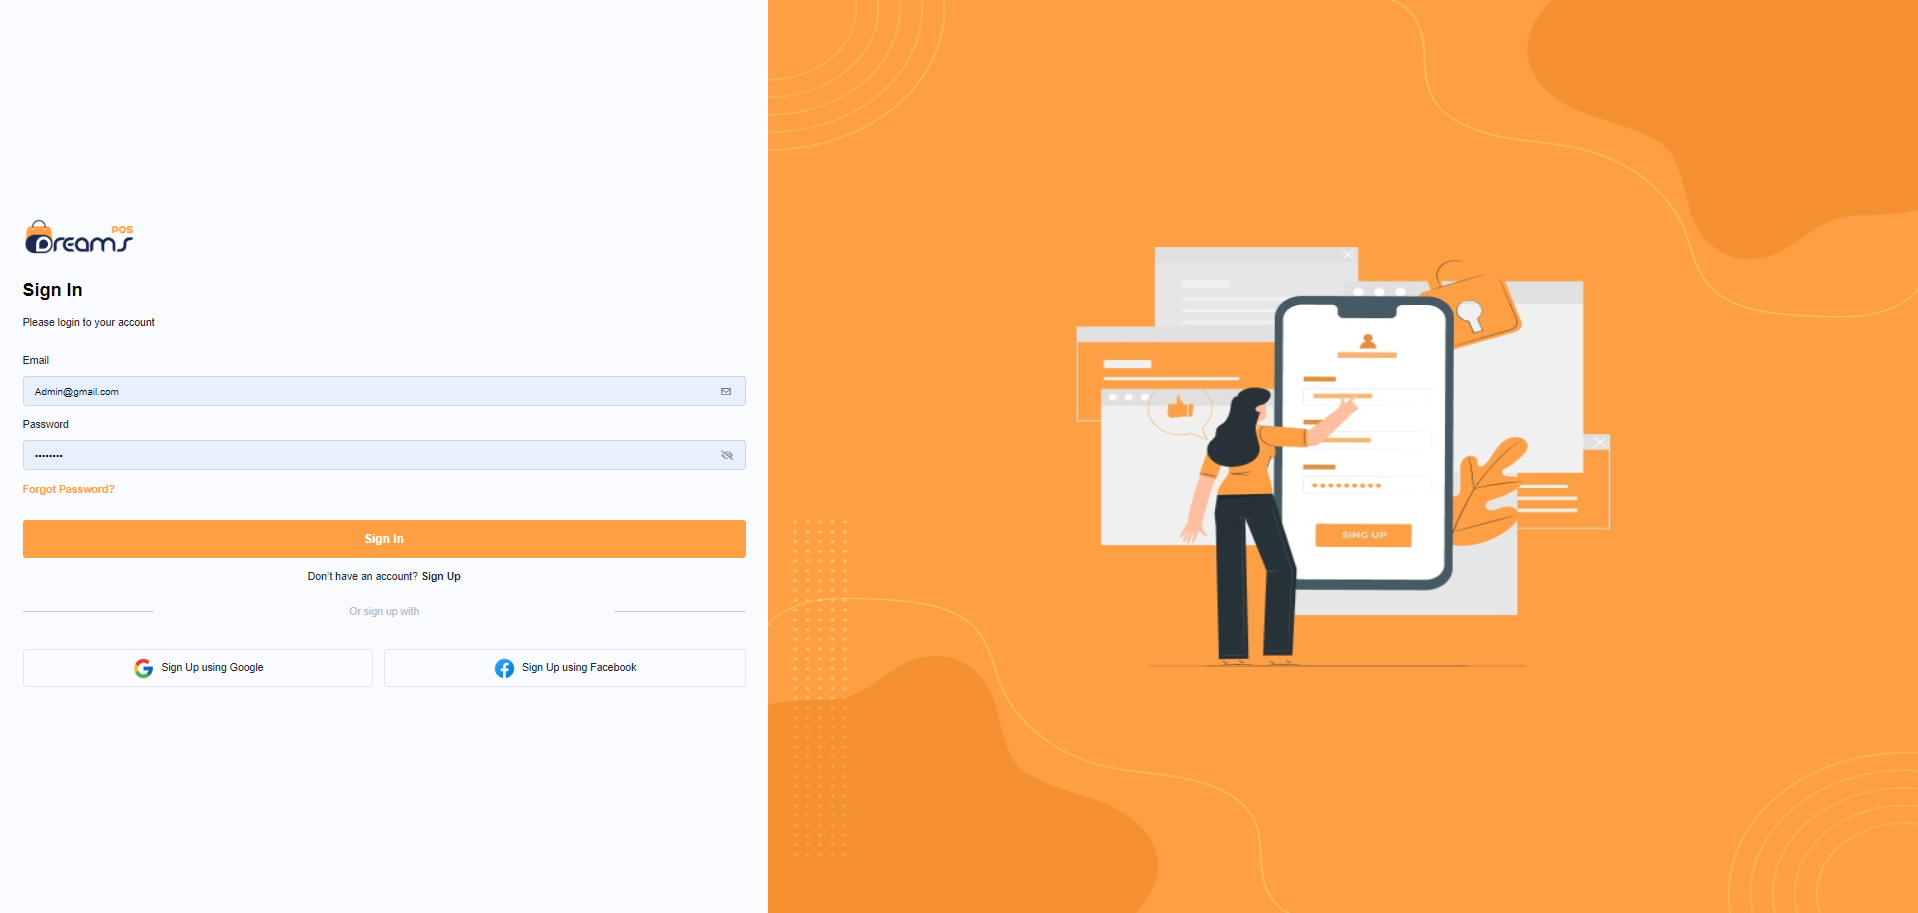 POS
Dreams
Sign In
Please login to your account
Email
Admin@gmail.com
Password
••••••••
Forgot Password?
Sign In
Don't have an account? Sign Up
Or sign up with
Sign Up using Google
Sign Up using Facebook
SING UP